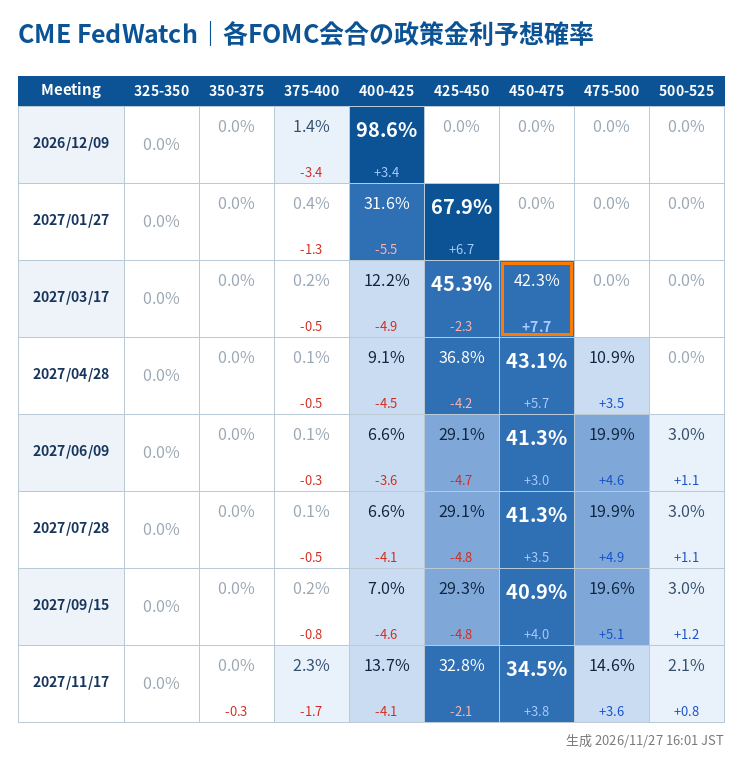 CME FedWatch｜各FOMC会合の政策金利予想確率
Meeting 325-350 350-375 375-400 400-425 425-450 450-475 475-500 500-525
2026/12/09 0.0% 0.0% 1.4% 98.6% 0.0% 0.0% 0.0% 0.0%
-3.4 +3.4
2027/01/27 0.0% 0.0% 0.4% 31.6% 67.9% 0.0% 0.0% 0.0%
-1.3 -5.5 +6.7
2027/03/17 0.0% 0.0% 0.2% 12.2% 45.3% 42.3% 0.0% 0.0%
-0.5 -4.9 -2.3 +7.7
2027/04/28 0.0% 0.0% 0.1% 9.1% 36.8% 43.1% 10.9% 0.0%
-0.5 -4.5 -4.2 +5.7 +3.5
2027/06/09 0.0% 0.0% 0.1% 6.6% 29.1% 41.3% 19.9% 3.0%
-0.3 -3.6 -4.7 +3.0 +4.6 +1.1
2027/07/28 0.0% 0.0% 0.1% 6.6% 29.1% 41.3% 19.9% 3.0%
-0.5 -4.1 -4.8 +3.5 +4.9 +1.1
2027/09/15 0.0% 0.0% 0.2% 7.0% 29.3% 40.9% 19.6% 3.0%
-0.8 -4.6 -4.8 +4.0 +5.1 +1.2
2027/11/17 0.0% 0.0% 2.3% 13.7% 32.8% 34.5% 14.6% 2.1%
-0.3 -1.7 -4.1 -2.1 +3.8 +3.6 +0.8
生成 2026/11/27 16:01 JST